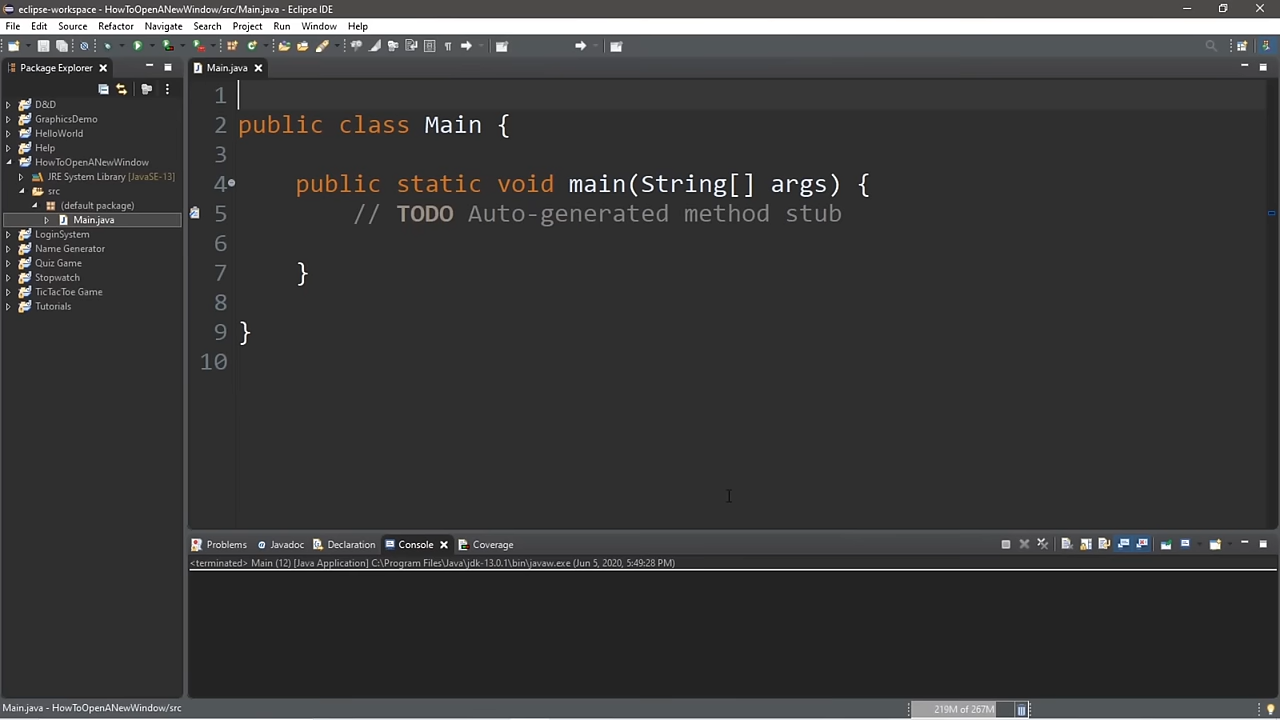 eclipse-workspace - HowToOpenANewWindow/src/Main.java - Eclipse IDE
File Edit Source Refactor Navigate Search Project Run Window Help
Package Explorer
D&D
GraphicsDemo
HelloWorld
Help
HowToOpenANewWindow
JRE System Library [JavaSE-13]
src
(default package)
Main.java
LoginSystem
Name Generator
Quiz Game
Stopwatch
TicTacToe Game
Tutorials
Main.java
1
2 public class Main {
3
4 public static void main(String[] args) {
5 // TODO Auto-generated method stub
6
7 }
8
9 }
10
Problems Javadoc Declaration Console Coverage
<terminated> Main (12) [Java Application] C:\Program Files\Java\jdk-13.0.1\bin\javaw.exe (Jun 5, 2020, 5:49:28 PM)
Main.java - HowToOpenANewWindow/src
219M of 267M